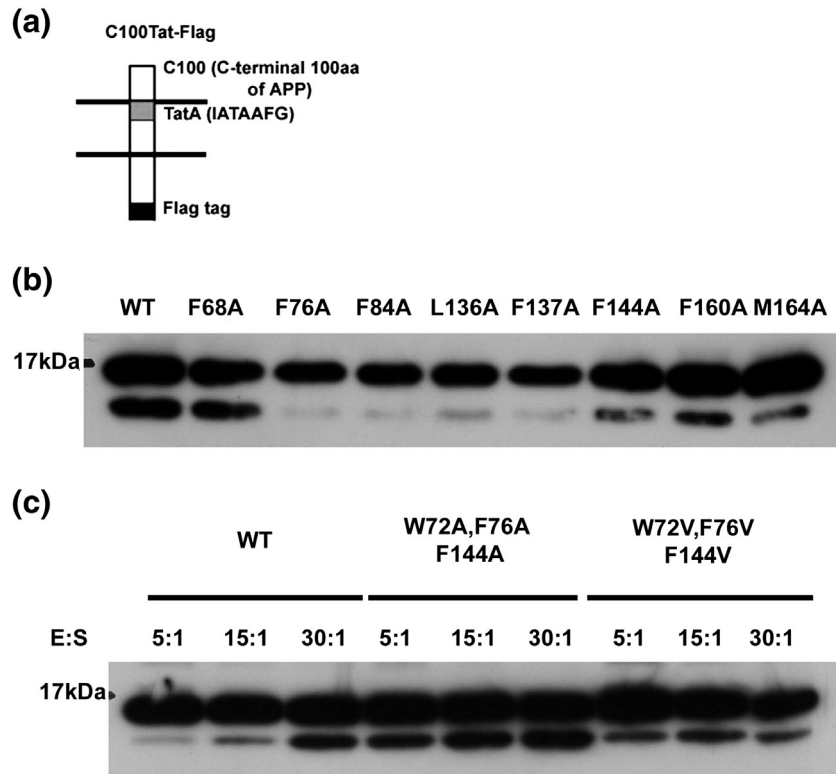 (a)
C100Tat-Flag
C100 (C-terminal 100aa
of APP)
TatA (IATAAFG)
Flag tag
(b)
WT F68A F76A F84A L136A F137A F144A F160A M164A
17kDa
(c)
WT
W72A,F76A
F144A
W72V,F76V
F144V
E:S 5:1 15:1 30:1 5:1 15:1 30:1 5:1 15:1 30:1
17kDa